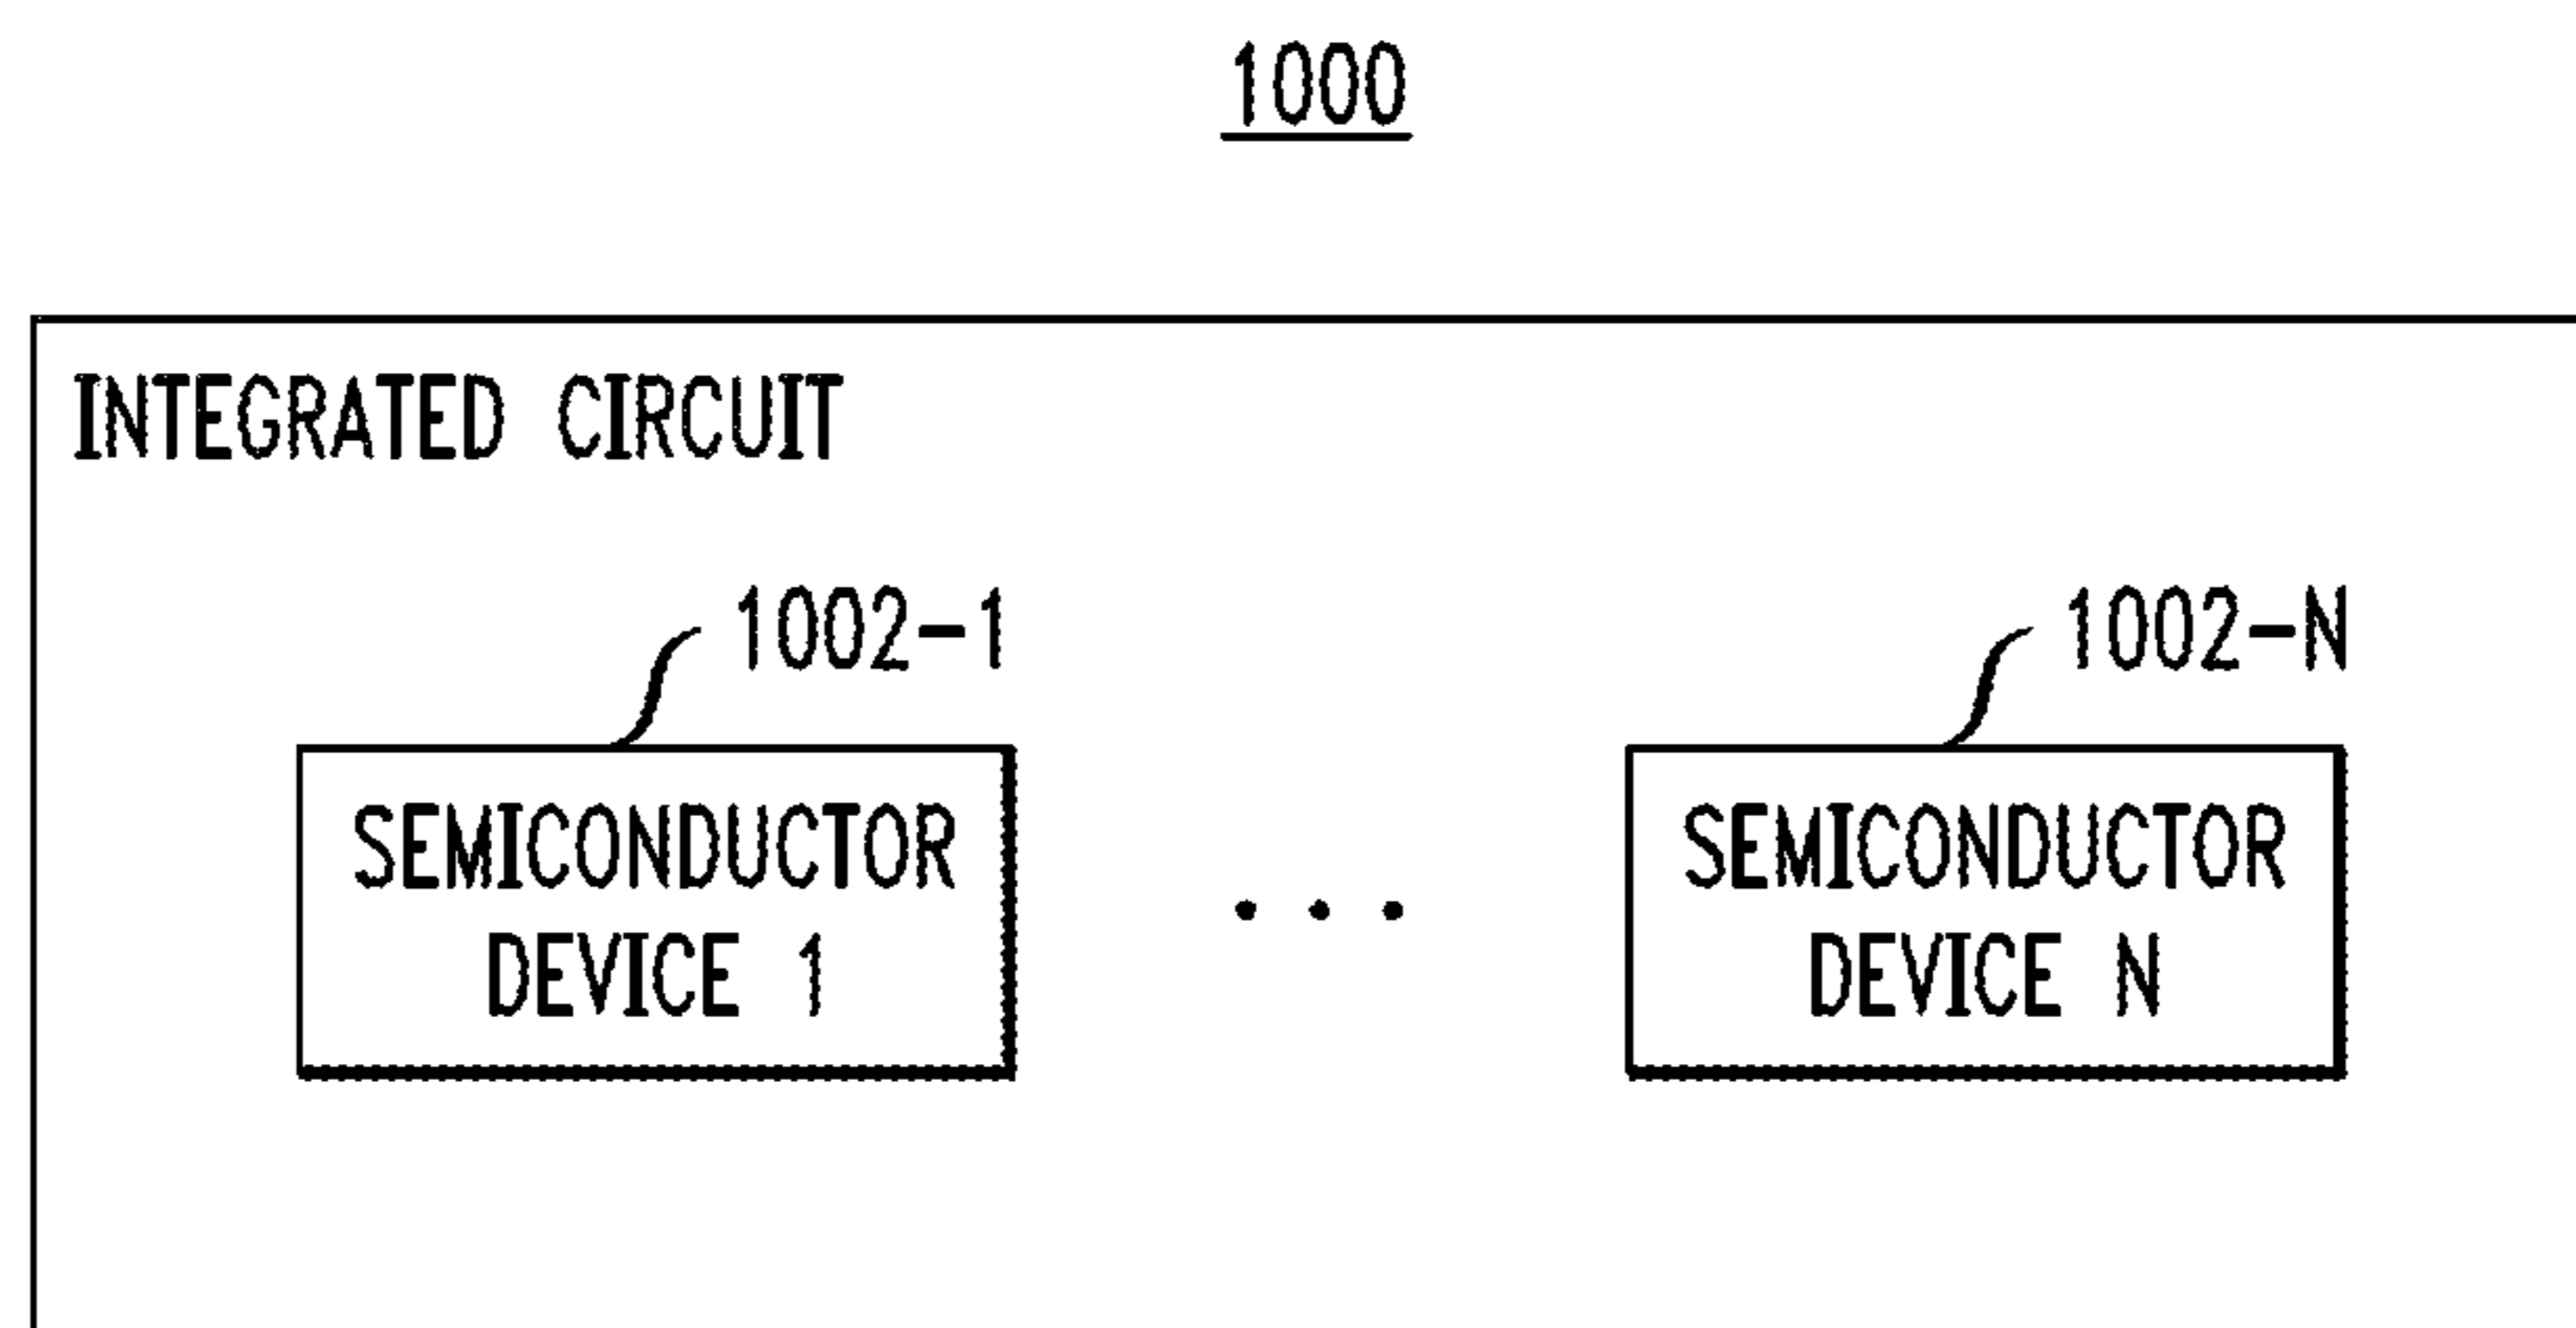 1000
INTEGRATED CIRCUIT
1002-1
1002-N
SEMICONDUCTOR
DEVICE 1
. . .
SEMICONDUCTOR
DEVICE N